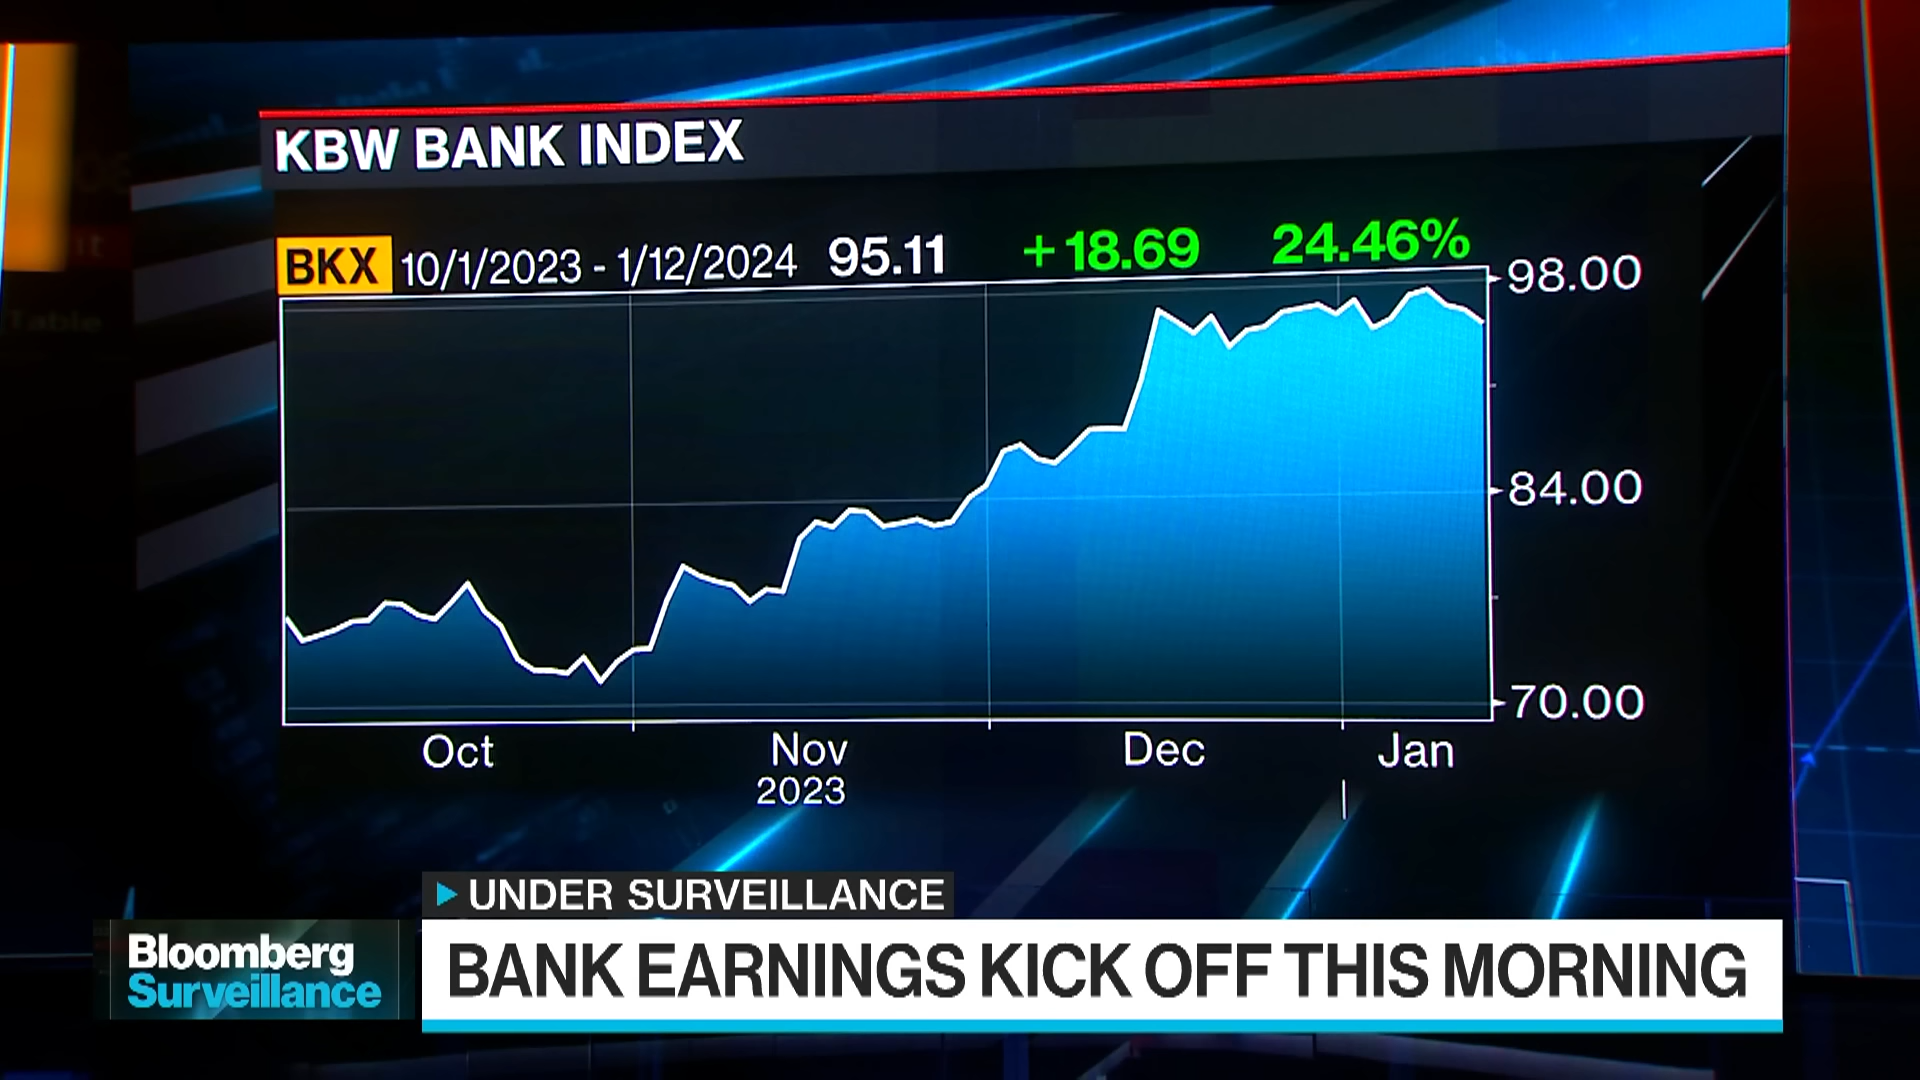 KBW BANK INDEX
BKX 10/1/2023 - 1/12/2024 95.11 +18.69 24.46%
98.00
84.00
70.00
Oct Nov Dec Jan
2023
UNDER SURVEILLANCE
Bloomberg
Surveillance
BANK EARNINGS KICK OFF THIS MORNING
Table